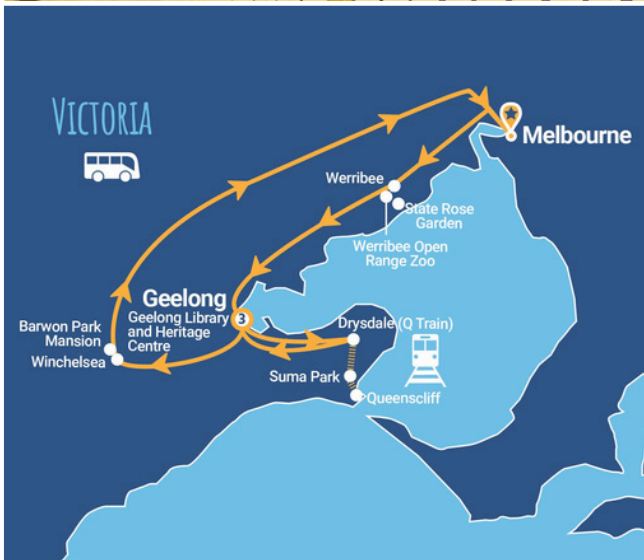 VICTORIA
Melbourne
Werribee
State Rose
Garden
Werribee Open
Range Zoo
Geelong
3
Geelong Library
and Heritage
Centre
Barwon Park
Mansion
Winchelsea
Drysdale (Q Train)
Suma Park
Queenscliff